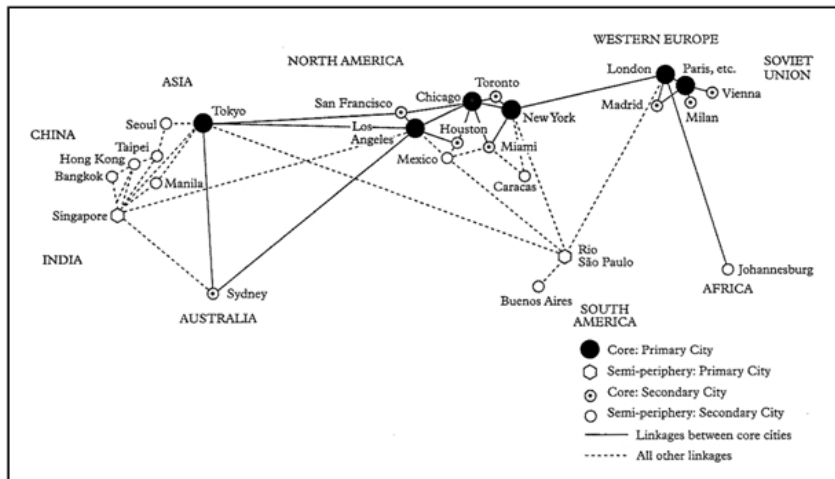 WESTERN EUROPE
NORTH AMERICA
SOVIET
UNION
ASIA
London
Paris, etc.
Toronto
Chicago
San Francisco
Tokyo
Vienna
Madrid
Milan
New York
Seoul
Los
Angeles
Houston
CHINA
Taipei
Hong Kong
Miami
Mexico
Bangkok
Manila
Caracas
Singapore
Rio
São Paulo
INDIA
Johannesburg
AFRICA
Sydney
Buenos Aires
AUSTRALIA
SOUTH
AMERICA
Core: Primary City
Semi-periphery: Primary City
Core: Secondary City
Semi-periphery: Secondary City
Linkages between core cities
All other linkages